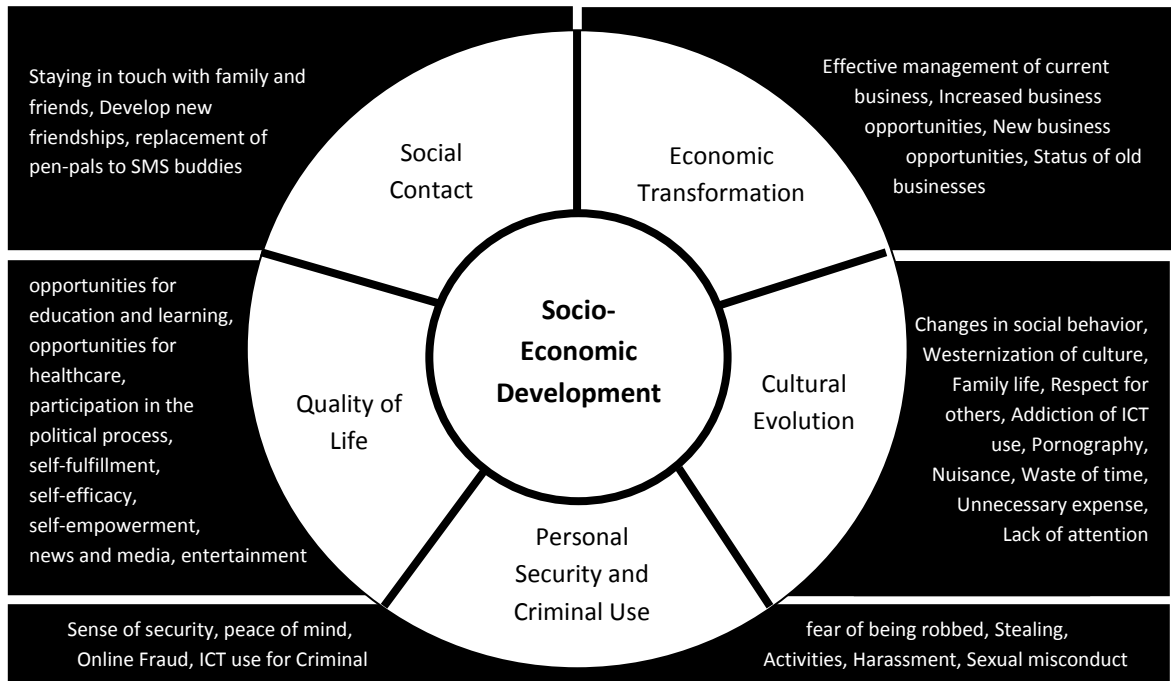 Staying in touch with family and
friends, Develop new
friendships, replacement of
pen-pals to SMS buddies
Effective management of current
business, Increased business
opportunities, New business
opportunities, Status of old
businesses
Social
Contact
Economic
Transformation
opportunities for
education and learning,
opportunities for
healthcare,
participation in the
political process,
self-fulfillment,
self-efficacy,
self-empowerment,
news and media, entertainment
Quality of
Life
Socio-
Economic
Development
Cultural
Evolution
Changes in social behavior,
Westernization of culture,
Family life, Respect for
others, Addiction of ICT
use, Pornography,
Nuisance, Waste of time,
Unnecessary expense,
Lack of attention
Personal
Security and
Criminal Use
Sense of security, peace of mind,
Online Fraud, ICT use for Criminal
fear of being robbed, Stealing,
Activities, Harassment, Sexual misconduct